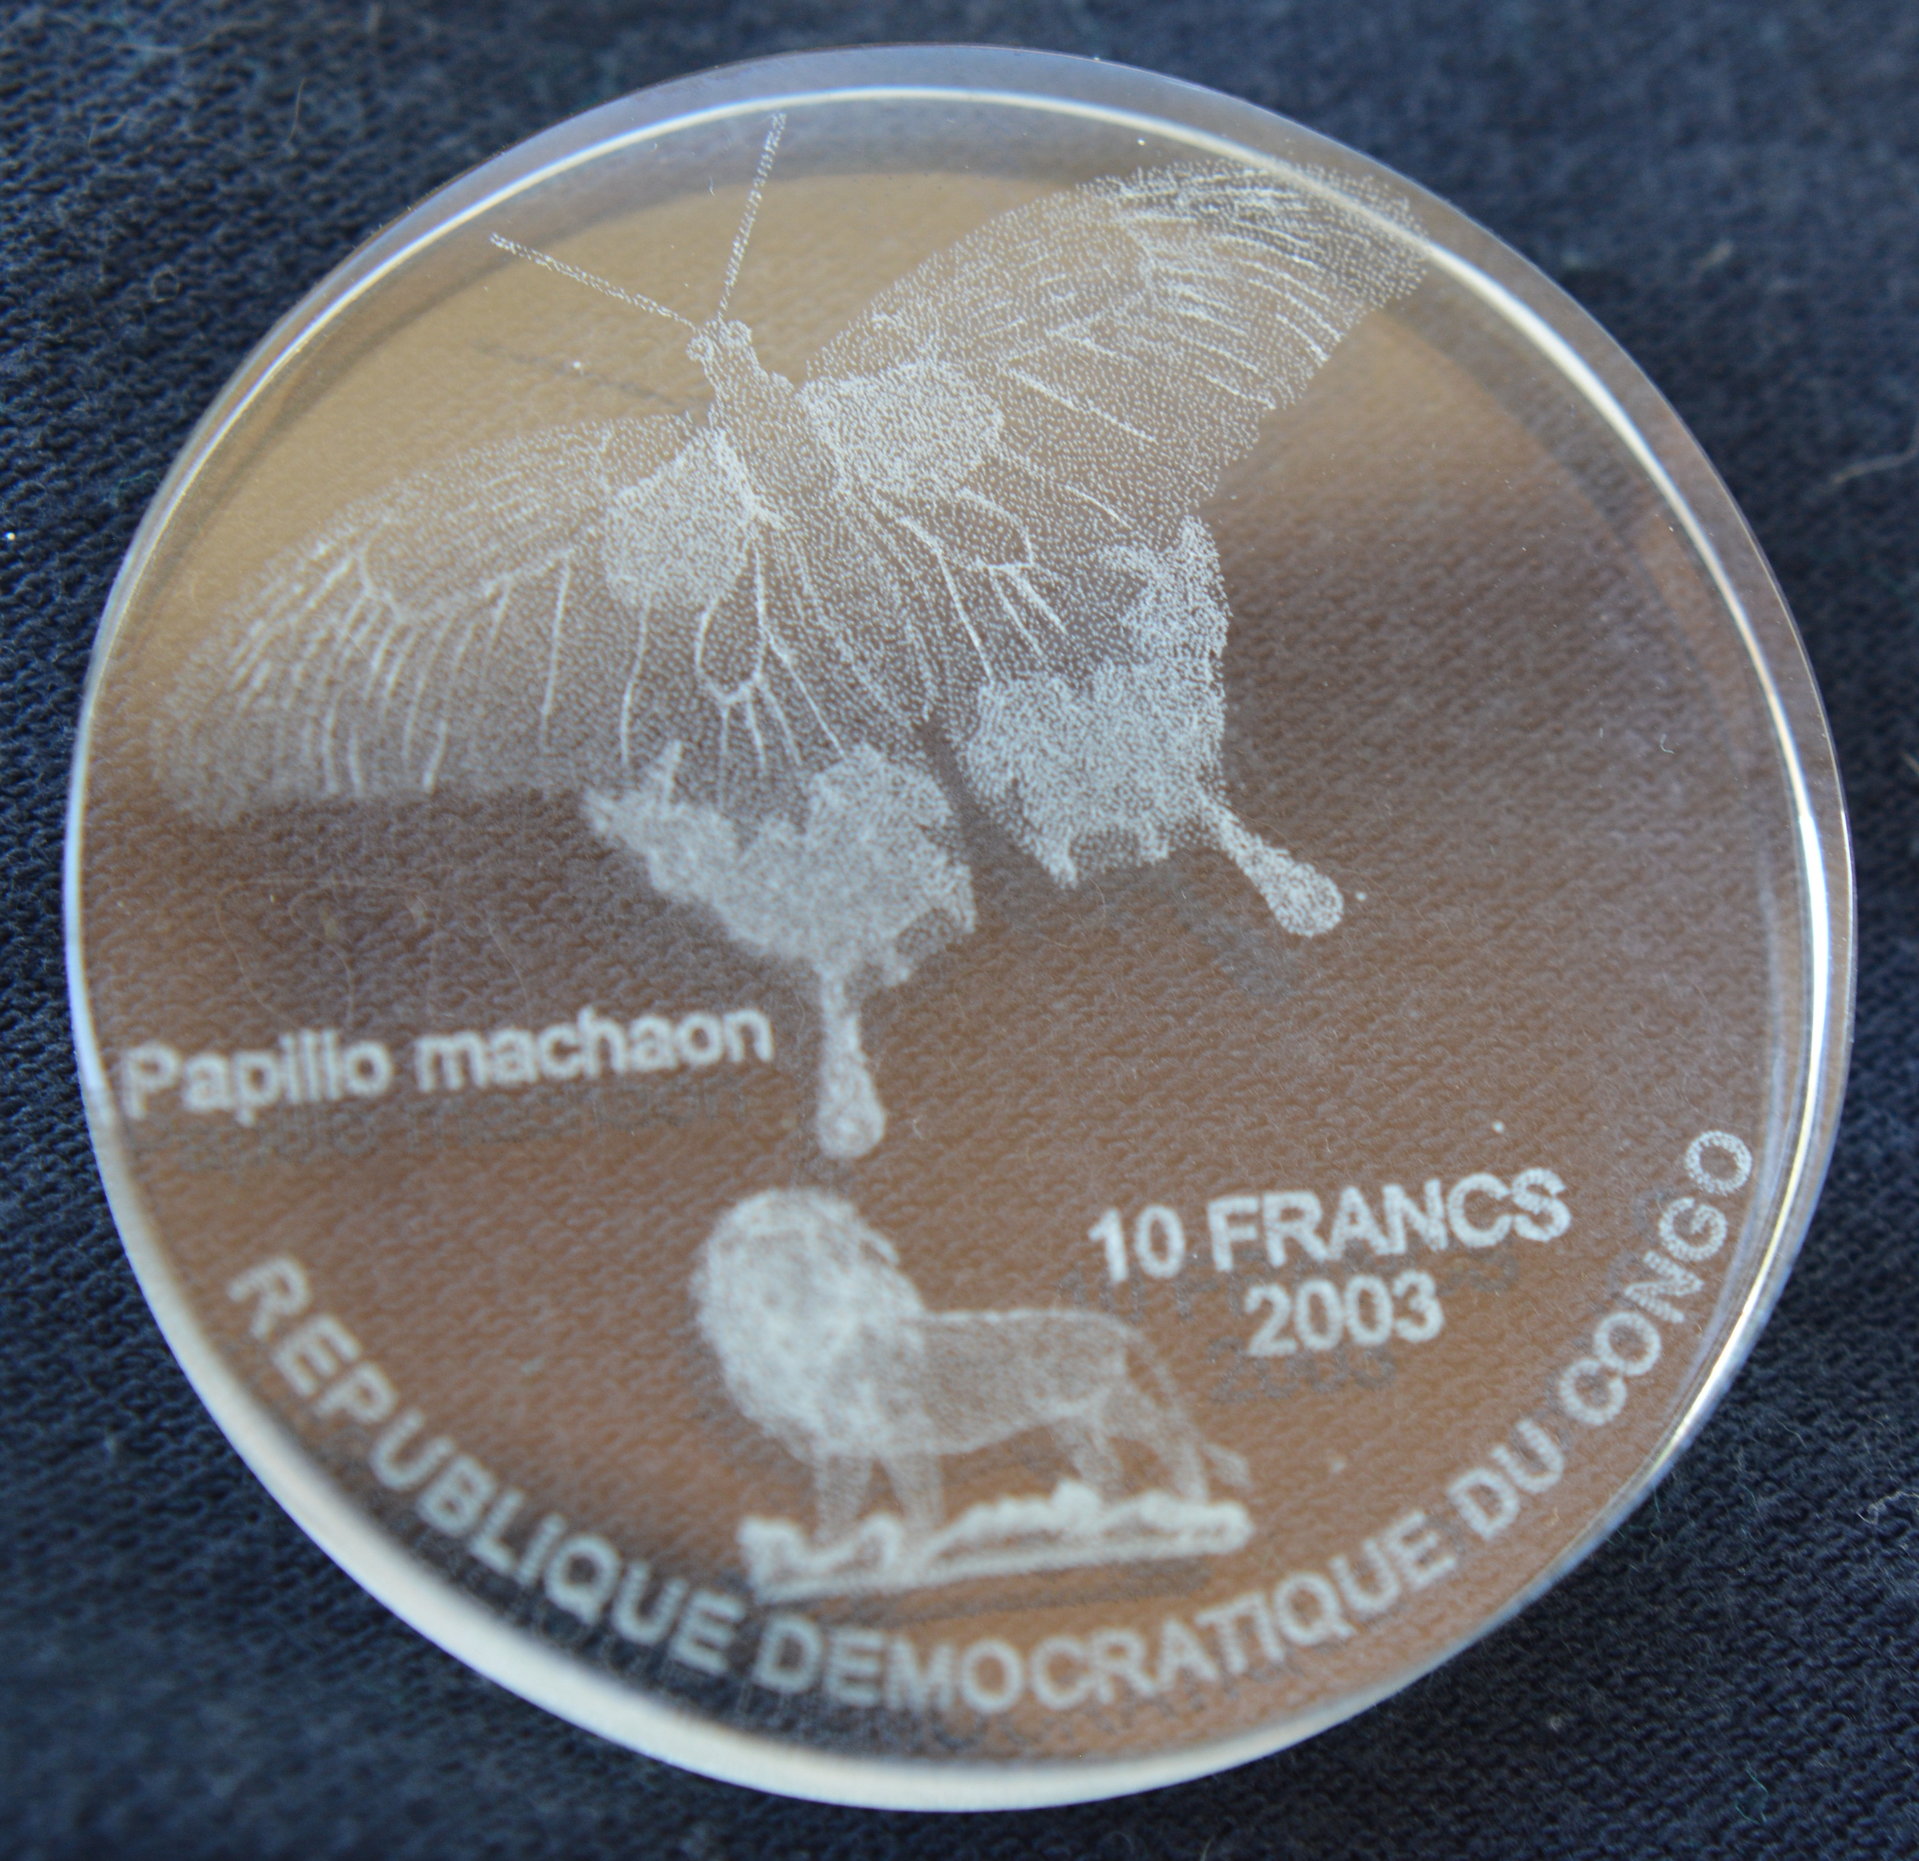 Papilio machaon
10 FRANCS
2003
REPUBLIQUE DEMOCRATIQUE DU CONGO